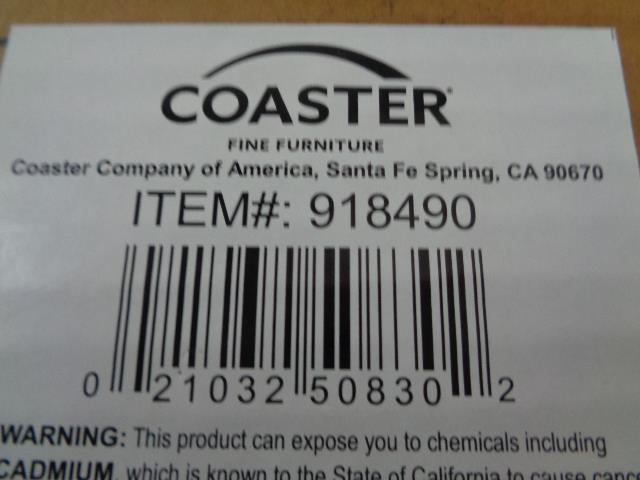 COASTER
FINE FURNITURE
Coaster Company of America, Santa Fe Spring, CA 90670
ITEM#: 918490
0 21032 50830 2
WARNING: This product can expose you to chemicals including
CADMIUM, which is known to the State of California to cause